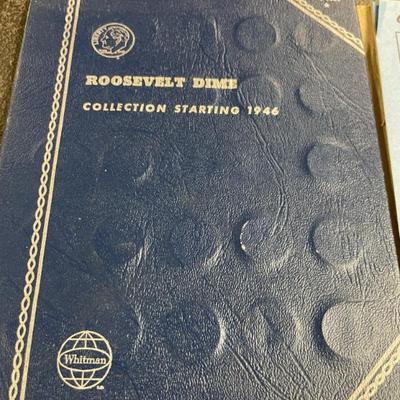 ROOSEVELT DIME
COLLECTION STARTING 1946
Whitman